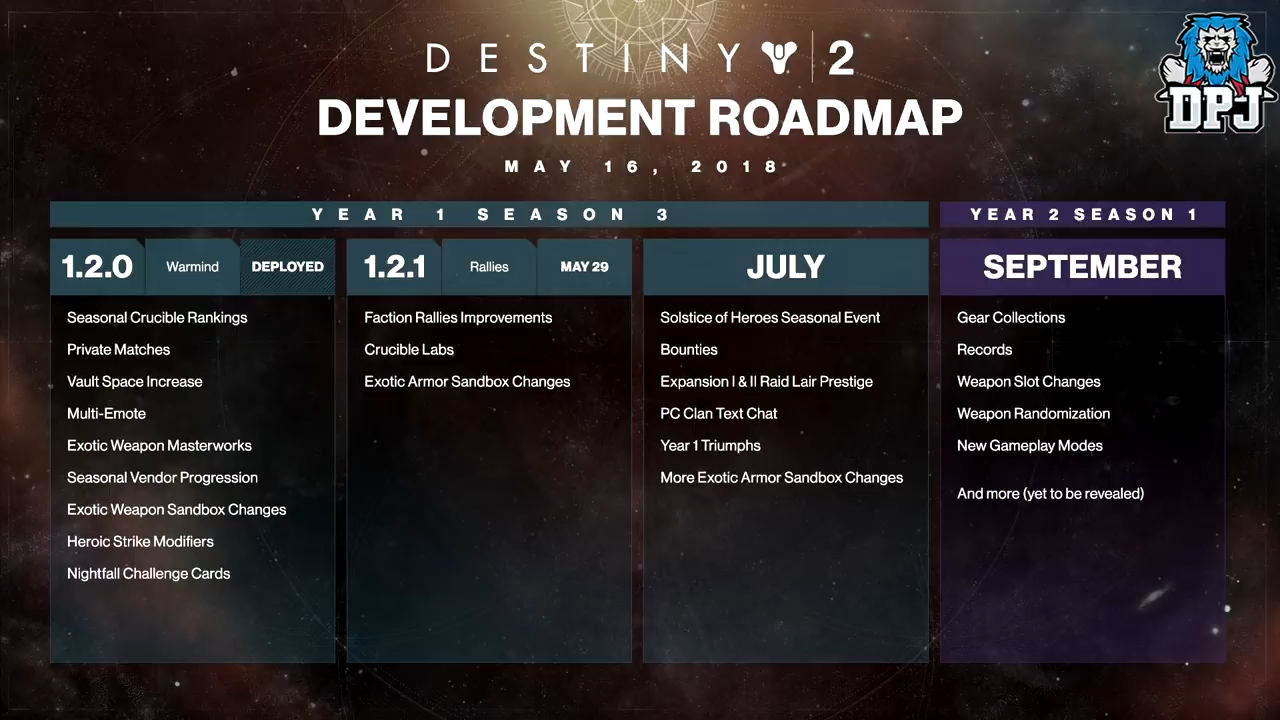 DESTINY 2
DEVELOPMENT ROADMAP
MAY 16, 2018
DPJ
YEAR 1 SEASON 3
1.2.0 Warmind DEPLOYED
Seasonal Crucible Rankings
Private Matches
Vault Space Increase
Multi-Emote
Exotic Weapon Masterworks
Seasonal Vendor Progression
Exotic Weapon Sandbox Changes
Heroic Strike Modifiers
Nightfall Challenge Cards
1.2.1 Rallies MAY 29
Faction Rallies Improvements
Crucible Labs
Exotic Armor Sandbox Changes
JULY
Solstice of Heroes Seasonal Event
Bounties
Expansion I & II Raid Lair Prestige
PC Clan Text Chat
Year 1 Triumphs
More Exotic Armor Sandbox Changes
YEAR 2 SEASON 1
SEPTEMBER
Gear Collections
Records
Weapon Slot Changes
Weapon Randomization
New Gameplay Modes
And more (yet to be revealed)